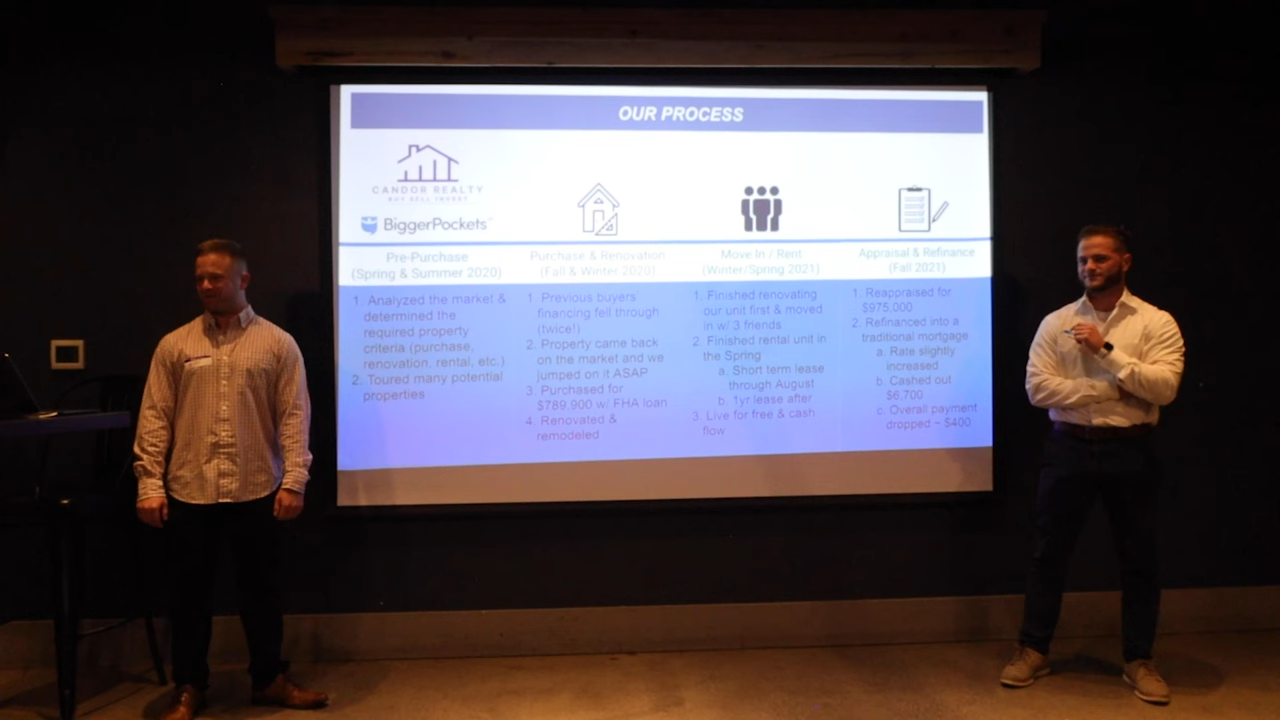 OUR PROCESS
CANDOR REALTY
BUY SELL INVEST
BiggerPockets
Pre-Purchase
(Spring & Summer 2020)
1. Analyzed the market &
determined the
required property
criteria (purchase,
renovation, rental, etc.)
2. Toured many potential
properties
Purchase & Renovation
(Fall & Winter 2020)
1. Previous buyers'
financing fell through
(twice!)
2. Property came back
on the market and we
jumped on it ASAP
3. Purchased for
$789,900 w/ FHA loan
4. Renovated &
remodeled
Move In / Rent
(Winter/Spring 2021)
1. Finished renovating
our unit first & moved
in w/ 3 friends
2. Finished rental unit in
the Spring
a. Short term lease
through August
b. 1yr lease after
3. Live for free & cash
flow
Appraisal & Refinance
(Fall 2021)
1. Reappraised for
$975,000
2. Refinanced into a
traditional mortgage
a. Rate slightly
increased
b. Cashed out
$6,700
c. Overall payment
dropped ~ $400